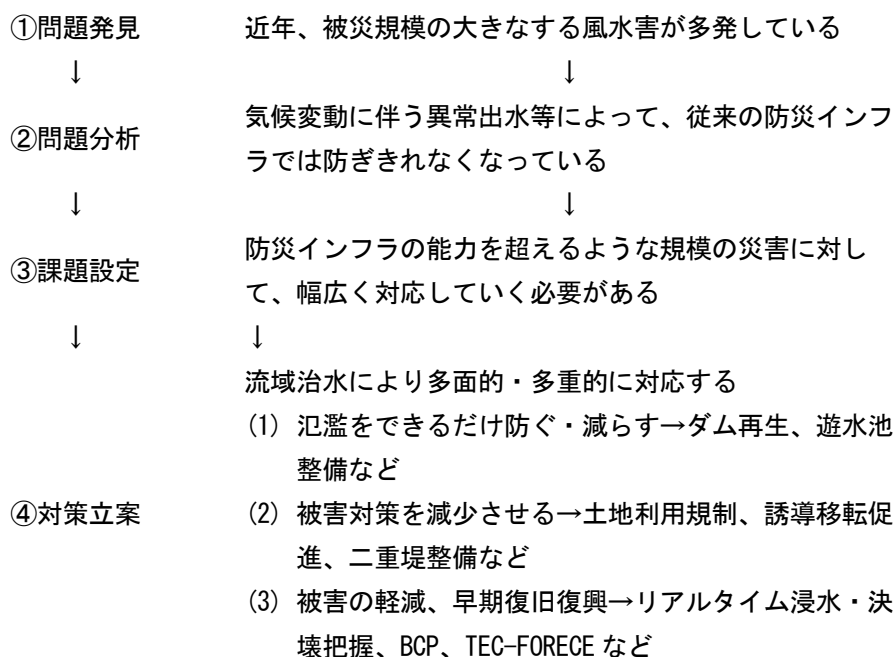 ①問題発見 近年、被災規模の大きなする風水害が多発している
↓ ↓
②問題分析 気候変動に伴う異常出水等によって、従来の防災インフ
ラでは防ぎきれなくなっている
↓ ↓
③課題設定 防災インフラの能力を超えるような規模の災害に対し
て、幅広く対応していく必要がある
↓ ↓
流域治水により多面的・多重的に対応する
(1) 氾濫をできるだけ防ぐ・減らす→ダム再生、遊水池
整備など
④対策立案 (2) 被害対策を減少させる→土地利用規制、誘導移転促
進、二重堤整備など
(3) 被害の軽減、早期復旧復興→リアルタイム浸水・決
壊把握、BCP、TEC-FORECE など